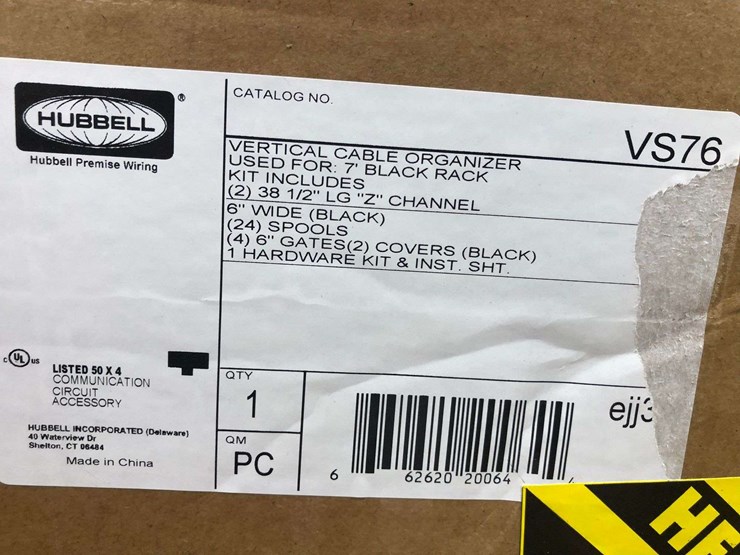 HUBBELL
®
Hubbell Premise Wiring
CATALOG NO.
VS76
VERTICAL CABLE ORGANIZER
USED FOR: 7' BLACK RACK
KIT INCLUDES
(2) 38 1/2" LG "Z" CHANNEL
6" WIDE (BLACK)
(24) SPOOLS
(4) 6" GATES(2) COVERS (BLACK)
1 HARDWARE KIT & INST. SHT.
C UL US
LISTED 50 X 4
COMMUNICATION
CIRCUIT
ACCESSORY
HUBBELL INCORPORATED (Delaware)
40 Waterview Dr
Shelton, CT 06484
Made in China
QTY
1
QM
PC
6 62620 20064
ejj3